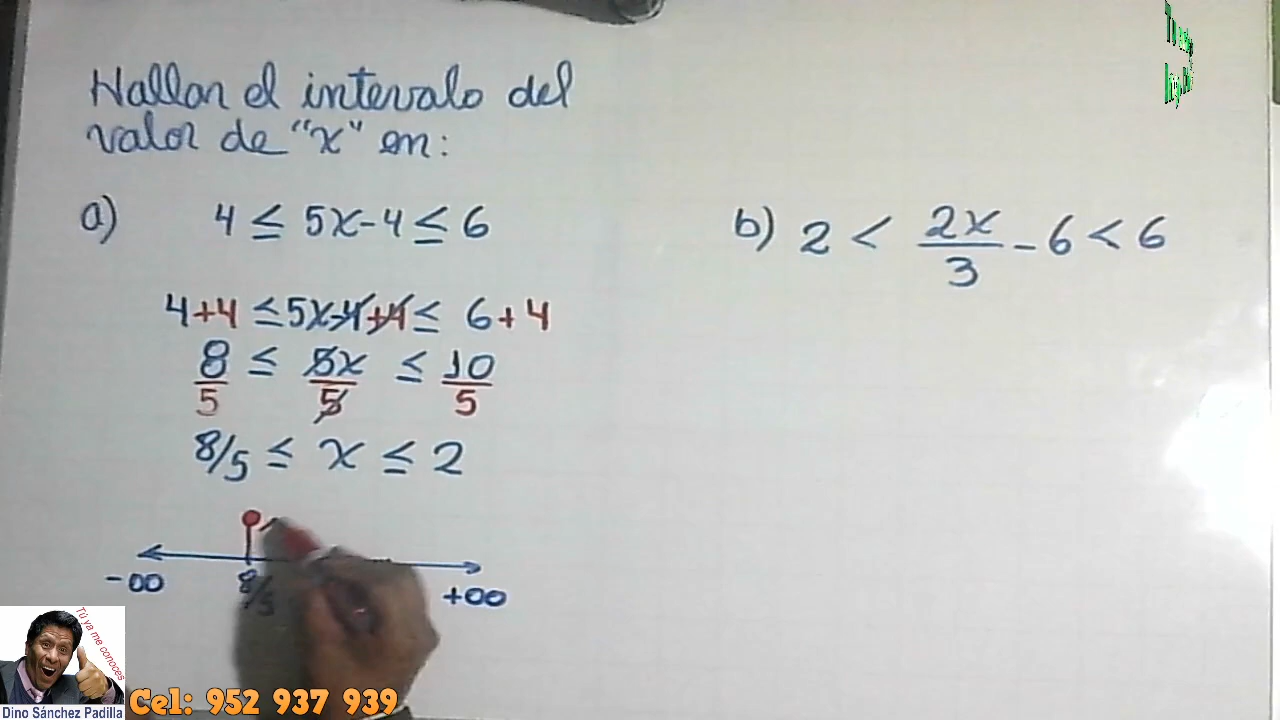 Hallar el intervalo del
valor de "x" en:
a) 4 ≤ 5x-4 ≤ 6
4+4 ≤ 5x-4+4 ≤ 6+4
8/5 ≤ 5x/5 ≤ 10/5
8/5 ≤ x ≤ 2
-∞ 8/5 +∞
b) 2 < 2x/3 - 6 < 6
Tú ya me conoces
Dino Sánchez Padilla
Cel: 952 937 939